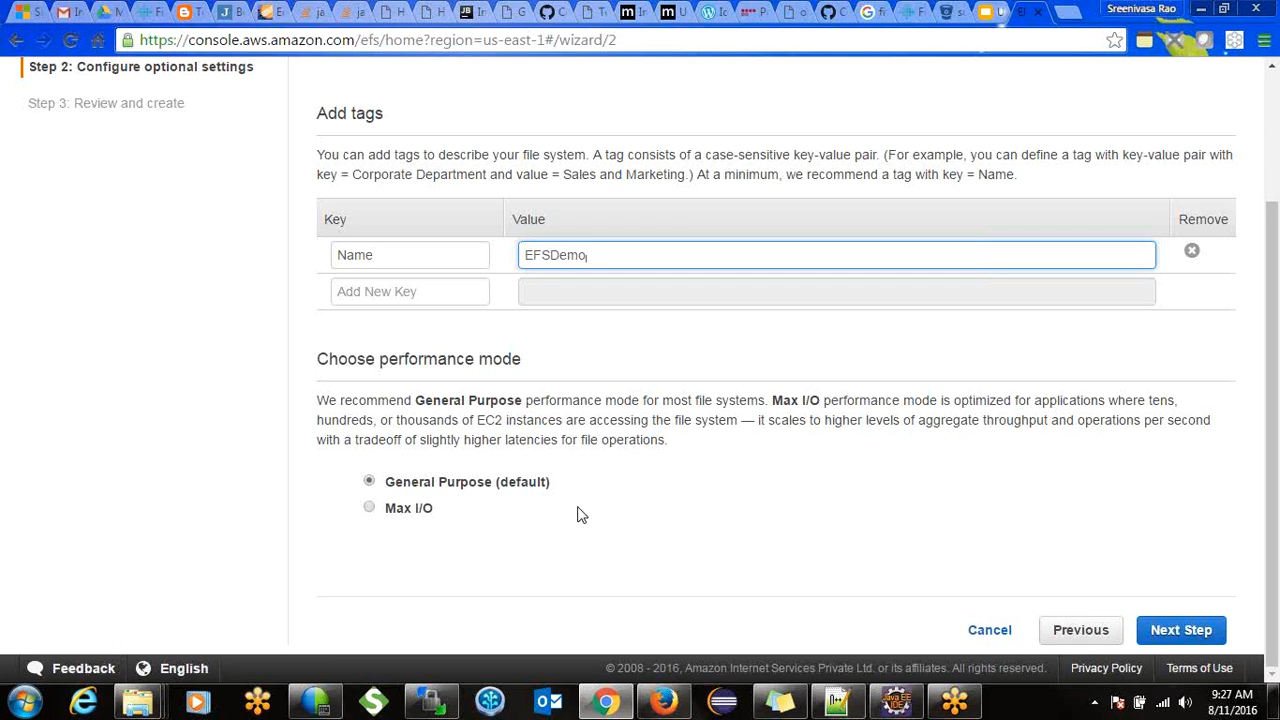 Sreenivasa Rao
https://console.aws.amazon.com/efs/home?region=us-east-1#/wizard/2
Step 2: Configure optional settings
Step 3: Review and create
Add tags
You can add tags to describe your file system. A tag consists of a case-sensitive key-value pair. (For example, you can define a tag with key-value pair with
key = Corporate Department and value = Sales and Marketing.) At a minimum, we recommend a tag with key = Name.
Key Value Remove
Name EFSDemo
Add New Key
Choose performance mode
We recommend General Purpose performance mode for most file systems. Max I/O performance mode is optimized for applications where tens,
hundreds, or thousands of EC2 instances are accessing the file system — it scales to higher levels of aggregate throughput and operations per second
with a tradeoff of slightly higher latencies for file operations.
General Purpose (default)
Max I/O
Cancel Previous Next Step
Feedback English © 2008 - 2016, Amazon Internet Services Private Ltd. or its affiliates. All rights reserved. Privacy Policy Terms of Use
9:27 AM
8/11/2016